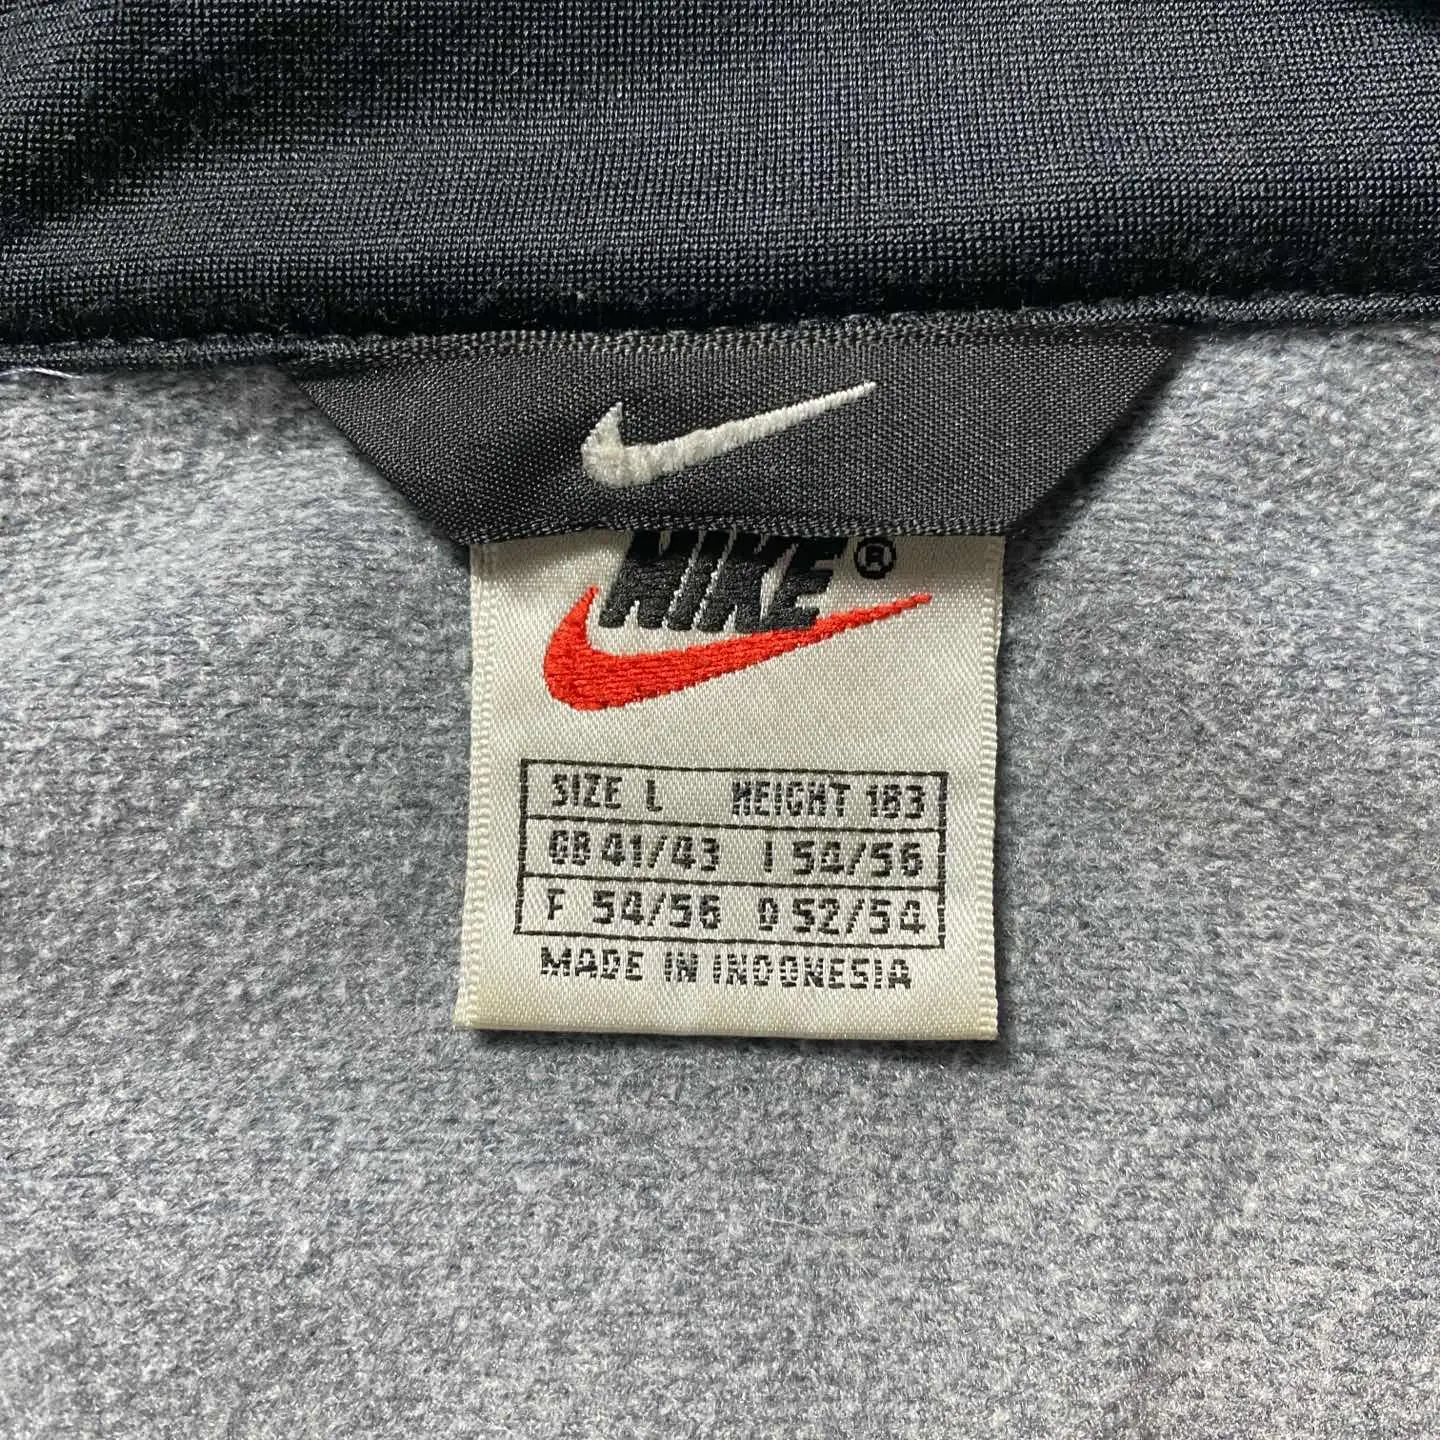 NIKE®
SIZE L HEIGHT 183
GB 41/43 I 54/56
F 54/56 D 52/54
MADE IN INDONESIA